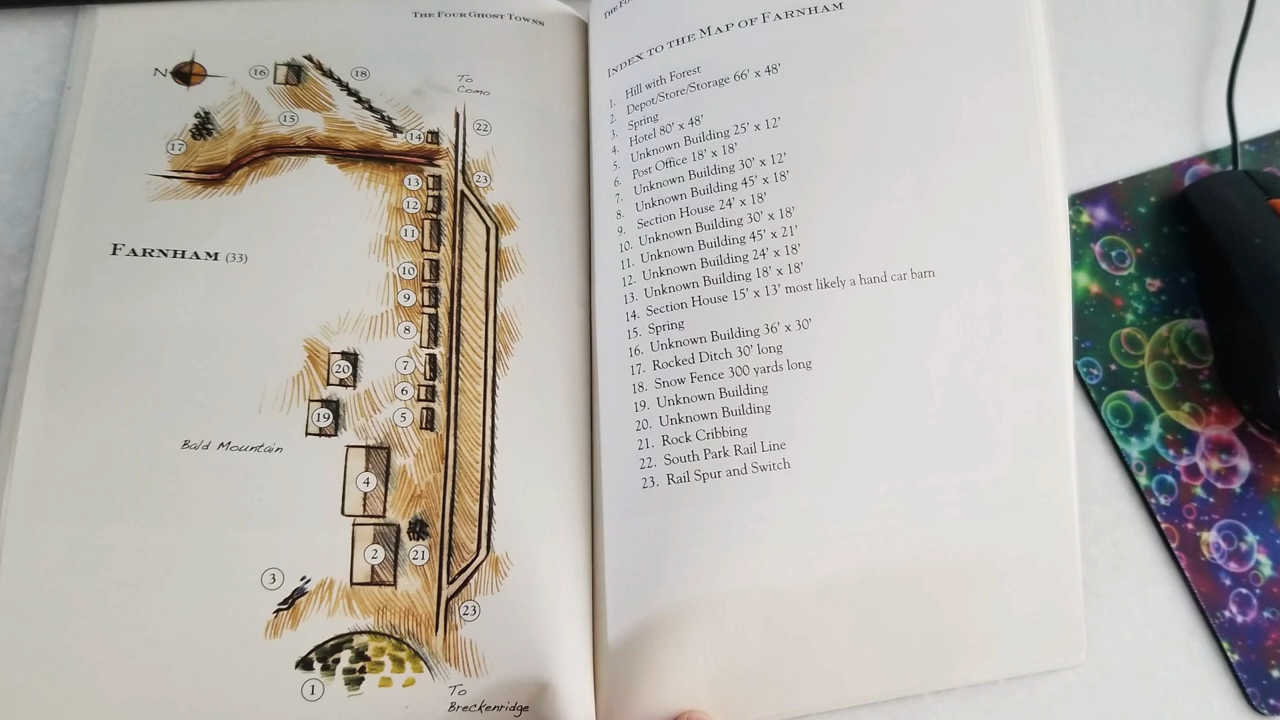 THE FOUR GHOST TOWNS
N
16
18
To
Como
15
14
22
17
13
23
12
11
FARNHAM (33)
10
9
8
20
7
6
19
5
Bald Mountain
4
2
21
3
23
1
To
Breckenridge
THE
INDEX TO THE MAP OF FARNHAM
1. Hill with Forest
2. Depot/Store/Storage 66' x 48'
3. Spring
4. Hotel 80' x 48'
5. Unknown Building 25' x 12'
6. Post Office 18' x 18'
7. Unknown Building 30' x 12'
8. Unknown Building 45' x 18'
9. Section House 24' x 18'
10. Unknown Building 30' x 18'
11. Unknown Building 45' x 21'
12. Unknown Building 24' x 18'
13. Unknown Building 18' x 18'
14. Section House 15' x 13' most likely a hand car barn
15. Spring
16. Unknown Building 36' x 30'
17. Rocked Ditch 30' long
18. Snow Fence 300 yards long
19. Unknown Building
20. Unknown Building
21. Rock Cribbing
22. South Park Rail Line
23. Rail Spur and Switch